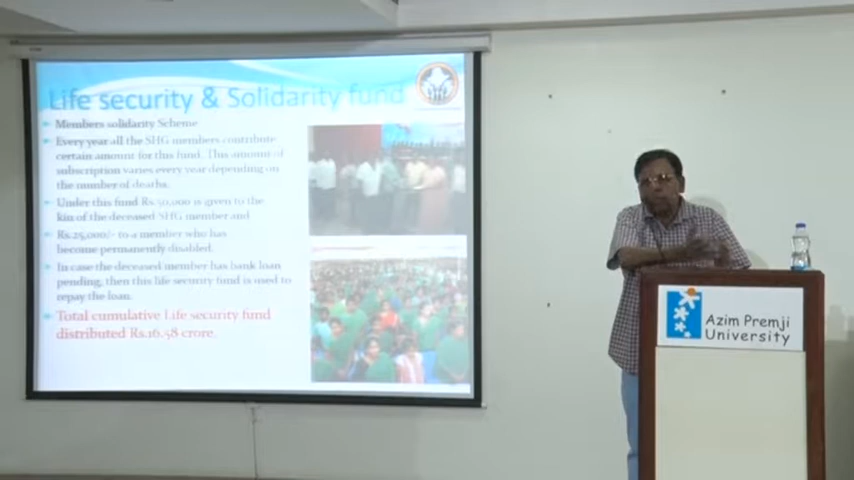 Life security & Solidarity fund
Members solidarity Scheme
Every year all the SHG members contribute
certain amount for this fund. This amount of
subscription varies every year depending on
the number of deaths.
Under this fund Rs.50,000 is given to the
kin of the deceased SHG member and
Rs.25,000/- to a member who has
become permanently disabled.
In case the deceased member has bank loan
pending, then this life security fund is used to
repay the loan.
Total cumulative Life security fund
distributed Rs.16.58 crore.
Azim Premji
University